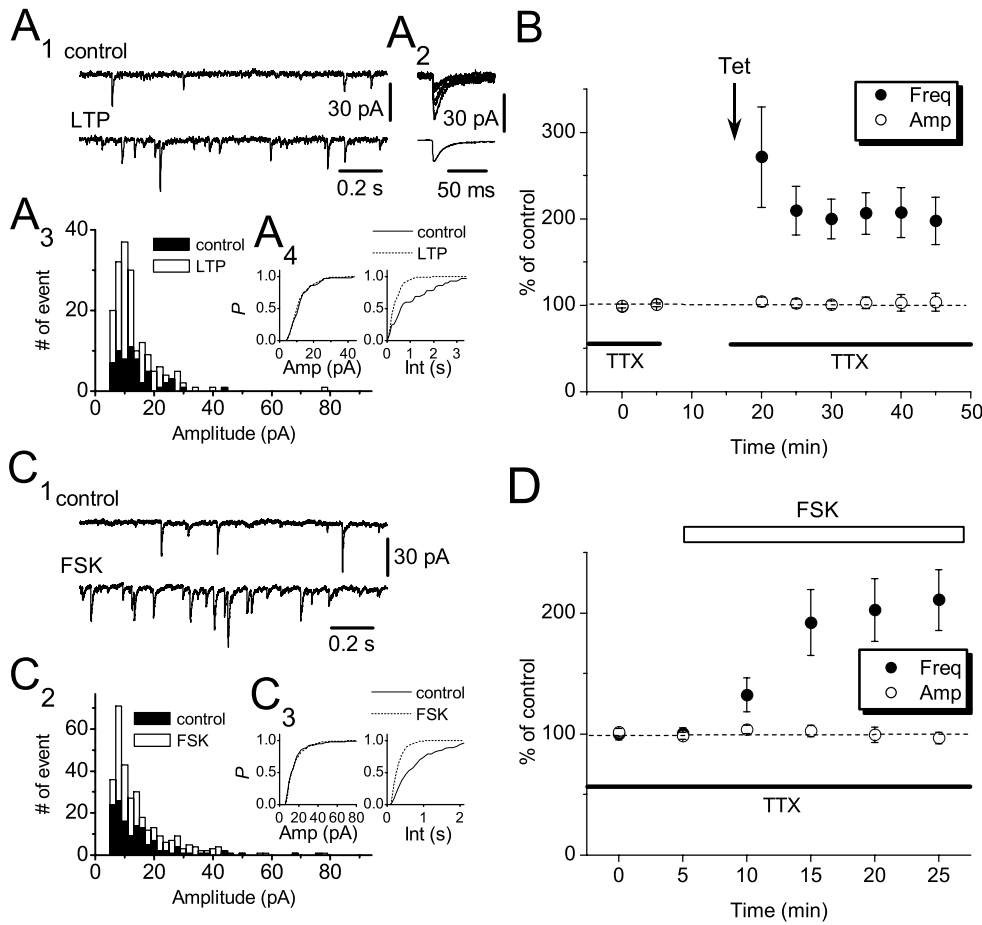 A1 control
30 pA
LTP
0.2 s
A2
30 pA
50 ms
A3
40
30
20
10
0
# of event
control
LTP
0 20 40 60 80
Amplitude (pA)
A4
control
LTP
P
1.0
0.5
0.0
0 20 40
Amp (pA)
1.0
0.5
0.0
0 1 2 3
Int (s)
B
Tet
Freq
Amp
300
200
100
0
% of control
TTX
TTX
0 10 20 30 40 50
Time (min)
C1 control
30 pA
FSK
0.2 s
C2
60
40
20
0
# of event
control
FSK
0 20 40 60 80
Amplitude (pA)
C3
control
FSK
P
1.0
0.5
0.0
0 20 40 60 80
Amp (pA)
1.0
0.5
0.0
0 1 2
Int (s)
D
FSK
200
100
0
% of control
Freq
Amp
TTX
0 5 10 15 20 25
Time (min)